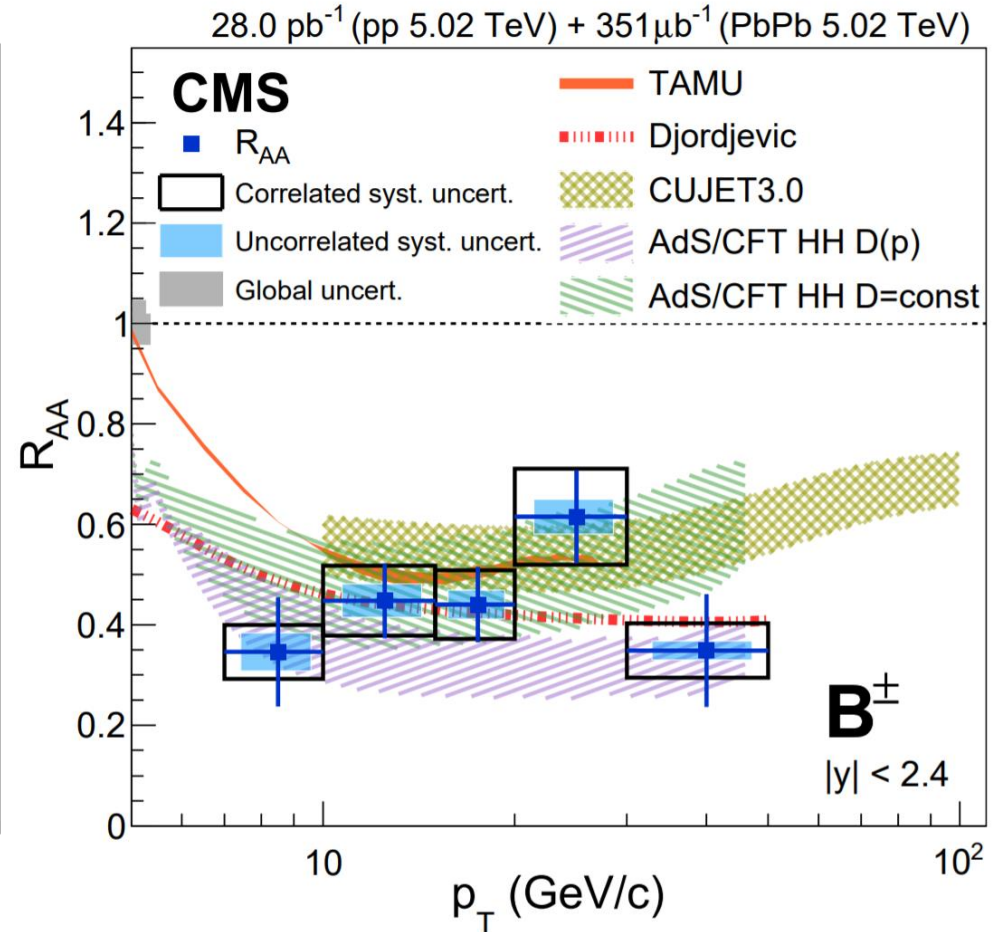 28.0 pb⁻¹ (pp 5.02 TeV) + 351μb⁻¹ (PbPb 5.02 TeV)
CMS
R_AA
Correlated syst. uncert.
Uncorrelated syst. uncert.
Global uncert.
TAMU
Djordjevic
CUJET3.0
AdS/CFT HH D(p)
AdS/CFT HH D=const
R_AA
1.4
1.2
1
0.8
0.6
0.4
0.2
0
B±
|y| < 2.4
10
10²
p_T (GeV/c)